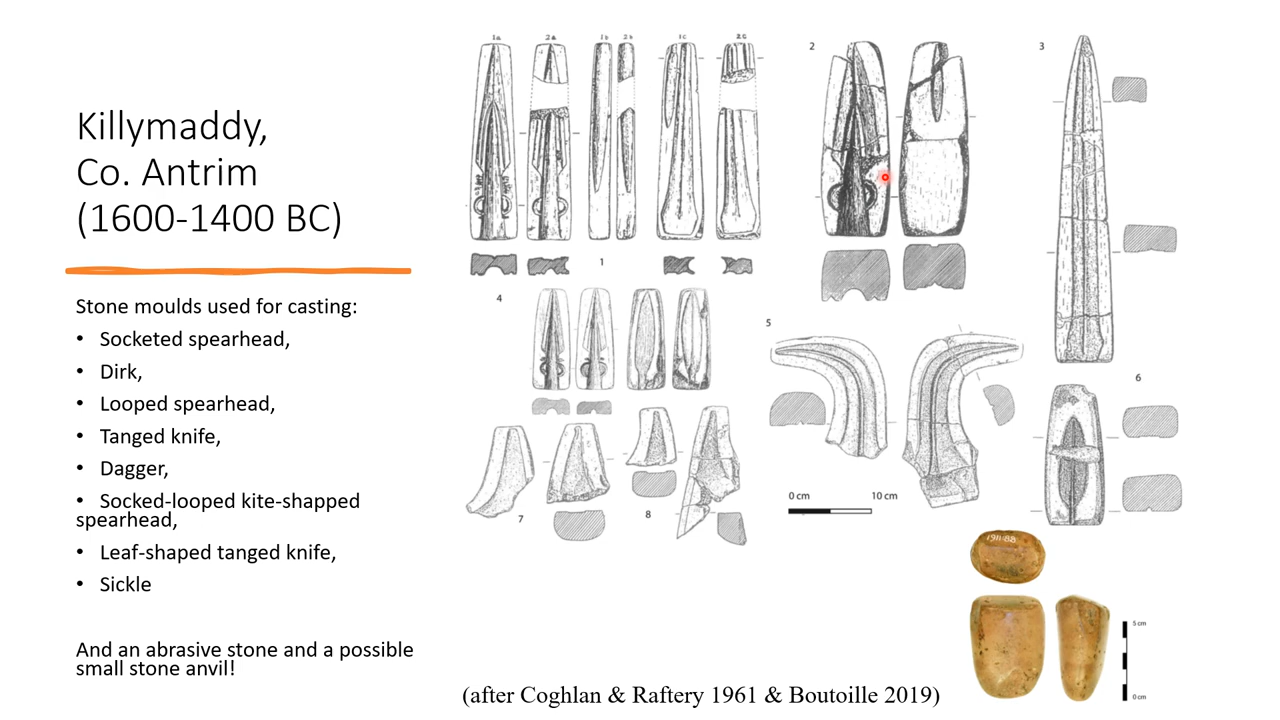 Killymaddy,
Co. Antrim
(1600-1400 BC)
Stone moulds used for casting:
• Socketed spearhead,
• Dirk,
• Looped spearhead,
• Tanged knife,
• Dagger,
• Socked-looped kite-shapped
spearhead,
• Leaf-shaped tanged knife,
• Sickle
And an abrasive stone and a possible
small stone anvil!
1a 2a 1b 2b 1c 2c
1
2
3
4
5
6
7
8
0 cm 10 cm
1911:88
5 cm
0 cm
(after Coghlan & Raftery 1961 & Boutoille 2019)